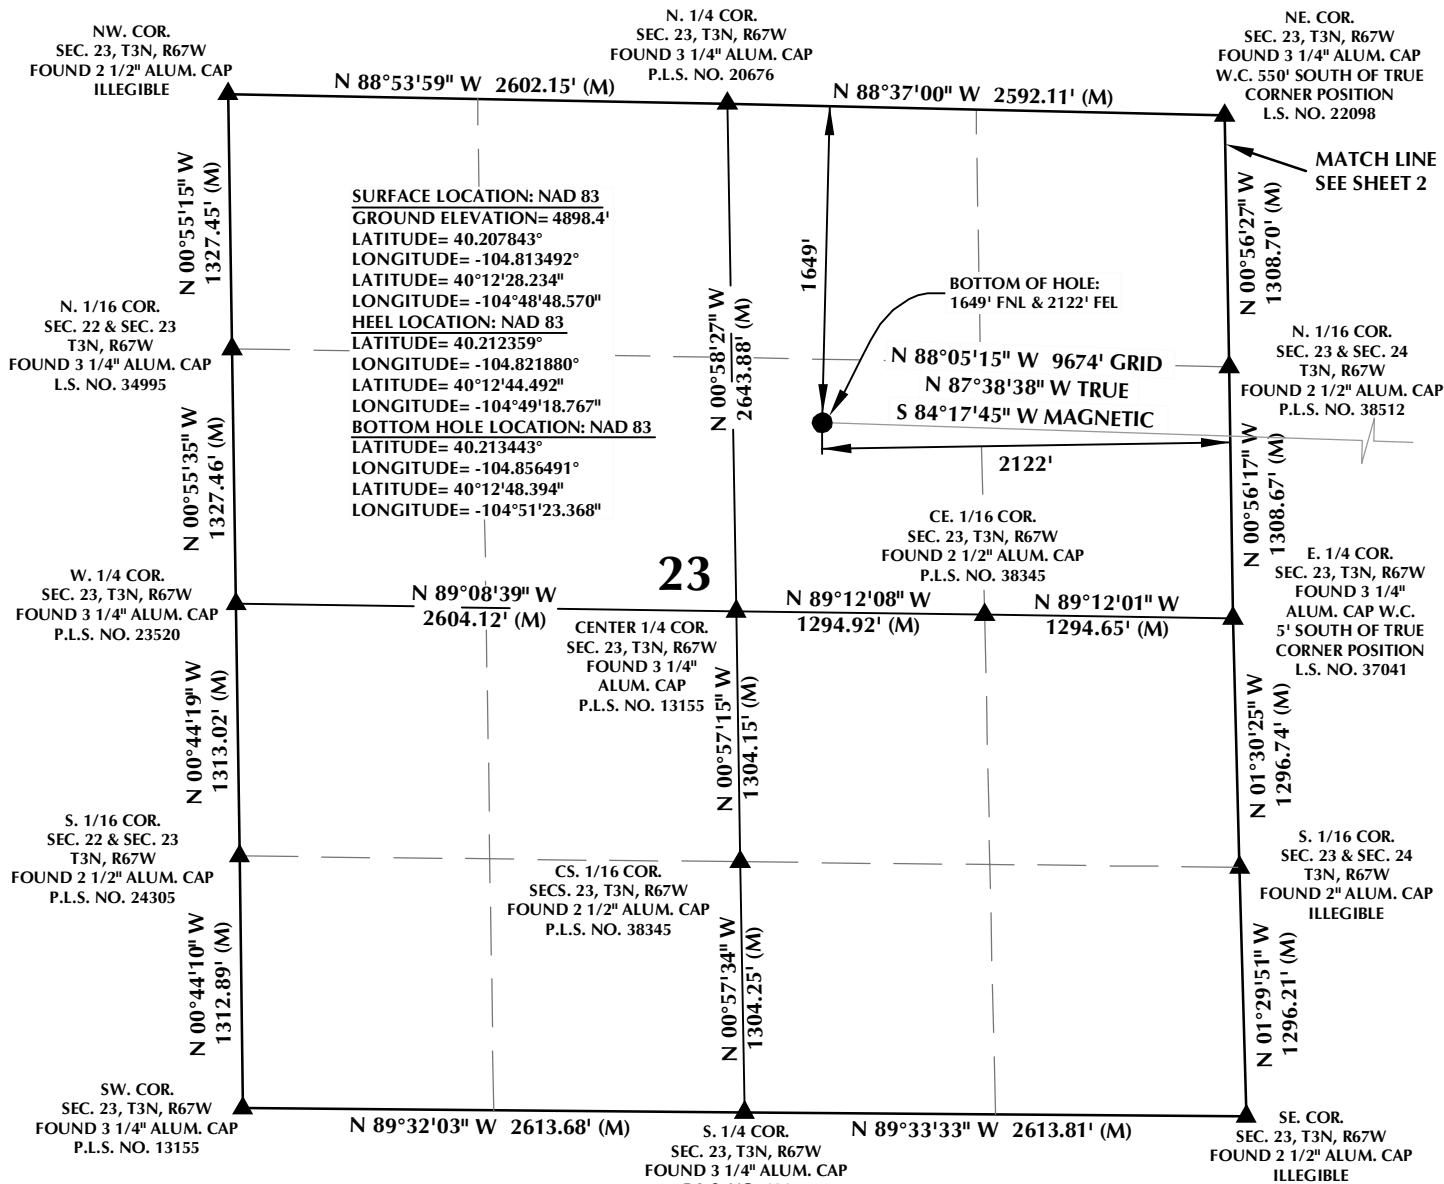 NW. COR.
SEC. 23, T3N, R67W
FOUND 2 1/2" ALUM. CAP
ILLEGIBLE
N. 1/4 COR.
SEC. 23, T3N, R67W
FOUND 3 1/4" ALUM. CAP
P.L.S. NO. 20676
NE. COR.
SEC. 23, T3N, R67W
FOUND 3 1/4" ALUM. CAP
W.C. 550' SOUTH OF TRUE
CORNER POSITION
L.S. NO. 22098
N 88°53'59" W 2602.15' (M)
N 88°37'00" W 2592.11' (M)
MATCH LINE
SEE SHEET 2
N 00°55'15" W
1327.45' (M)
SURFACE LOCATION: NAD 83
GROUND ELEVATION= 4898.4'
LATITUDE= 40.207843°
LONGITUDE= -104.813492°
LATITUDE= 40°12'28.234"
LONGITUDE= -104°48'48.570"
HEEL LOCATION: NAD 83
LATITUDE= 40.212359°
LONGITUDE= -104.821880°
LATITUDE= 40°12'44.492"
LONGITUDE= -104°49'18.767"
BOTTOM HOLE LOCATION: NAD 83
LATITUDE= 40.213443°
LONGITUDE= -104.856491°
LATITUDE= 40°12'48.394"
LONGITUDE= -104°51'23.368"
1649'
N 00°56'27" W
1308.70' (M)
BOTTOM OF HOLE:
1649' FNL & 2122' FEL
N. 1/16 COR.
SEC. 22 & SEC. 23
T3N, R67W
FOUND 3 1/4" ALUM. CAP
L.S. NO. 34995
N 00°58'27" W
2643.88' (M)
N 88°05'15" W 9674' GRID
N 87°38'38" W TRUE
S 84°17'45" W MAGNETIC
N. 1/16 COR.
SEC. 23 & SEC. 24
T3N, R67W
FOUND 2 1/2" ALUM. CAP
P.L.S. NO. 38512
2122'
N 00°55'35" W
1327.46' (M)
N 00°56'17" W
1308.67' (M)
CE. 1/16 COR.
SEC. 23, T3N, R67W
FOUND 2 1/2" ALUM. CAP
P.L.S. NO. 38345
23
W. 1/4 COR.
SEC. 23, T3N, R67W
FOUND 3 1/4" ALUM. CAP
P.L.S. NO. 23520
N 89°08'39" W
2604.12' (M)
N 89°12'08" W
1294.92' (M)
N 89°12'01" W
1294.65' (M)
E. 1/4 COR.
SEC. 23, T3N, R67W
FOUND 3 1/4"
ALUM. CAP W.C.
5' SOUTH OF TRUE
CORNER POSITION
L.S. NO. 37041
CENTER 1/4 COR.
SEC. 23, T3N, R67W
FOUND 3 1/4"
ALUM. CAP
P.L.S. NO. 13155
N 00°44'19" W
1313.02' (M)
N 00°57'15" W
1304.15' (M)
N 01°30'25" W
1296.74' (M)
S. 1/16 COR.
SEC. 22 & SEC. 23
T3N, R67W
FOUND 2 1/2" ALUM. CAP
P.L.S. NO. 24305
CS. 1/16 COR.
SECS. 23, T3N, R67W
FOUND 2 1/2" ALUM. CAP
P.L.S. NO. 38345
S. 1/16 COR.
SEC. 23 & SEC. 24
T3N, R67W
FOUND 2" ALUM. CAP
ILLEGIBLE
N 00°44'10" W
1312.89' (M)
N 00°57'34" W
1304.25' (M)
N 01°29'51" W
1296.21' (M)
SW. COR.
SEC. 23, T3N, R67W
FOUND 3 1/4" ALUM. CAP
P.L.S. NO. 13155
N 89°32'03" W 2613.68' (M)
S. 1/4 COR.
SEC. 23, T3N, R67W
FOUND 3 1/4" ALUM. CAP
N 89°33'33" W 2613.81' (M)
SE. COR.
SEC. 23, T3N, R67W
FOUND 2 1/2" ALUM. CAP
ILLEGIBLE